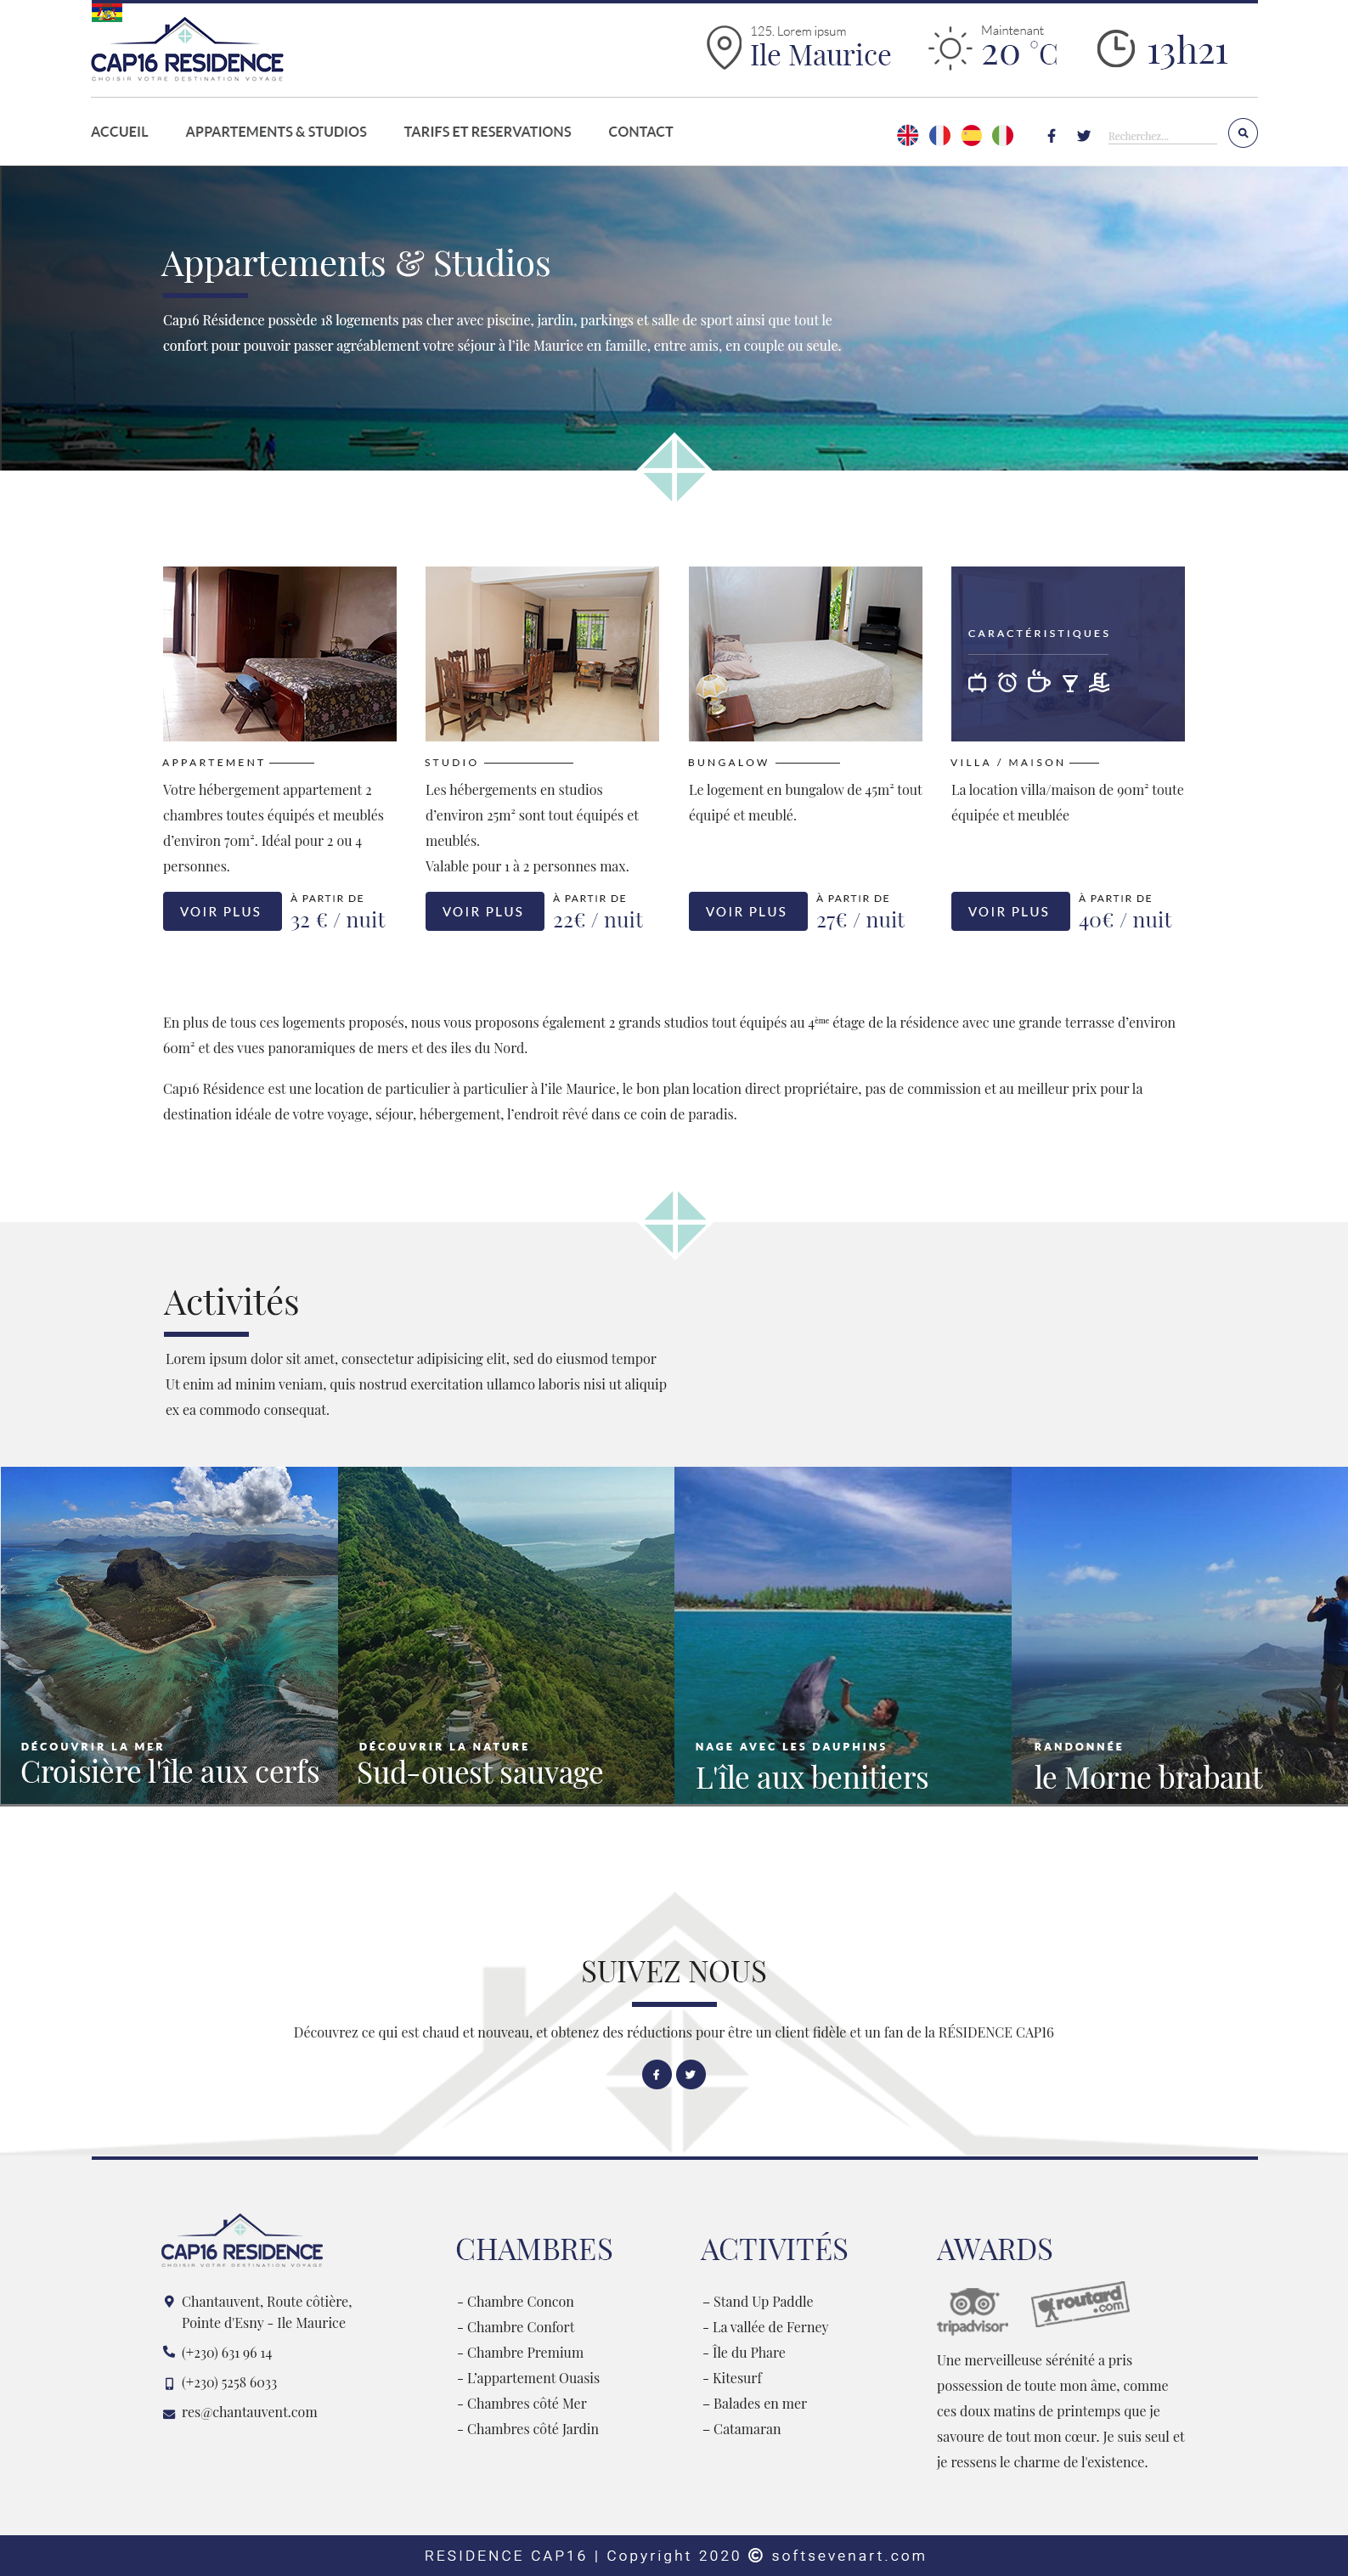 CAP16 RESIDENCE
CHOISIR VOTRE DESTINATION VOYAGE
125. Lorem ipsum
Ile Maurice
Maintenant
20 °C
13h21
ACCUEIL
APPARTEMENTS & STUDIOS
TARIFS ET RESERVATIONS
CONTACT
Recherchez...
Appartements & Studios
Cap16 Résidence possède 18 logements pas cher avec piscine, jardin, parkings et salle de sport ainsi que tout le
confort pour pouvoir passer agréablement votre séjour à l’île Maurice en famille, entre amis, en couple ou seule.
CARACTÉRISTIQUES
APPARTEMENT
Votre hébergement appartement 2
chambres toutes équipés et meublés
d’environ 70m². Idéal pour 2 ou 4
personnes.
VOIR PLUS
À PARTIR DE
32 € / nuit
STUDIO
Les hébergements en studios
d’environ 25m² sont tout équipés et
meublés.
Valable pour 1 à 2 personnes max.
VOIR PLUS
À PARTIR DE
22€ / nuit
BUNGALOW
Le logement en bungalow de 45m² tout
équipé et meublé.
VOIR PLUS
À PARTIR DE
27€ / nuit
VILLA / MAISON
La location villa/maison de 90m² toute
équipée et meublée
VOIR PLUS
À PARTIR DE
40€ / nuit
En plus de tous ces logements proposés, nous vous proposons également 2 grands studios tout équipés au 4ème étage de la résidence avec une grande terrasse d’environ
60m² et des vues panoramiques de mers et des iles du Nord.
Cap16 Résidence est une location de particulier à particulier à l’ile Maurice, le bon plan location direct propriétaire, pas de commission et au meilleur prix pour la
destination idéale de votre voyage, séjour, hébergement, l’endroit rêvé dans ce coin de paradis.
Activités
Lorem ipsum dolor sit amet, consectetur adipisicing elit, sed do eiusmod tempor
Ut enim ad minim veniam, quis nostrud exercitation ullamco laboris nisi ut aliquip
ex ea commodo consequat.
DÉCOUVRIR LA MER
Croisière l'île aux cerfs
DÉCOUVRIR LA NATURE
Sud-ouest sauvage
NAGE AVEC LES DAUPHINS
L'île aux benitiers
RANDONNÉE
le Morne brabant
SUIVEZ NOUS
Découvrez ce qui est chaud et nouveau, et obtenez des réductions pour être un client fidèle et un fan de la RÉSIDENCE CAP16
CAP16 RESIDENCE
CHOISIR VOTRE DESTINATION VOYAGE
Chantauvent, Route côtière,
Pointe d'Esny - Ile Maurice
(+230) 631 96 14
(+230) 5258 6033
res@chantauvent.com
CHAMBRES
- Chambre Concon
- Chambre Confort
- Chambre Premium
- L’appartement Ouasis
- Chambres côté Mer
- Chambres côté Jardin
ACTIVITÉS
– Stand Up Paddle
- La vallée de Ferney
- Île du Phare
- Kitesurf
– Balades en mer
– Catamaran
AWARDS
tripadvisor
routard
.com
Une merveilleuse sérénité a pris
possession de toute mon âme, comme
ces doux matins de printemps que je
savoure de tout mon cœur. Je suis seul et
je ressens le charme de l'existence.
RESIDENCE CAP16 | Copyright 2020 © softsevenart.com